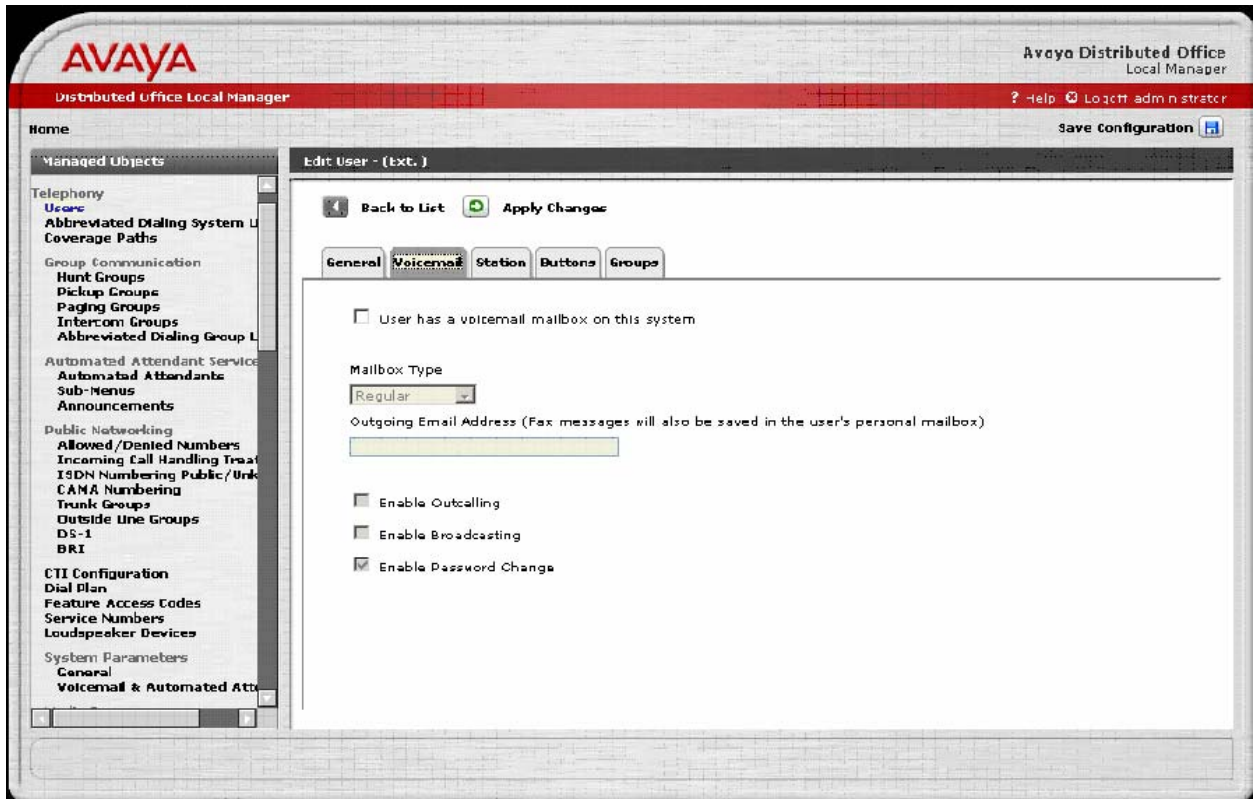 AVAYA
Avaya Distributed Office
Local Manager
Distributed Office Local Manager
? Help Logoff administrator
Home
Save Configuration
Managed Objects
Edit User - (Ext. )
Telephony
Users
Abbreviated Dialing System L
Coverage Paths
Group Communication
Hunt Groups
Pickup Groups
Paging Groups
Intercom Groups
Abbreviated Dialing Group L
Automated Attendant Service
Automated Attendants
Sub-Menus
Announcements
Public Networking
Allowed/Denied Numbers
Incoming Call Handling Treat
ISDN Numbering Public/Unk
CAMA Numbering
Trunk Groups
Outside Line Groups
DS-1
BRI
CTI Configuration
Dial Plan
Feature Access Codes
Service Numbers
Loudspeaker Devices
System Parameters
General
Voicemail & Automated Atte
Back to List Apply Changes
General Voicemail Station Buttons Groups
User has a voicemail mailbox on this system
Mailbox Type
Regular
Outgoing Email Address (Fax messages will also be saved in the user's personal mailbox)
Enable Outcalling
Enable Broadcasting
Enable Password Change